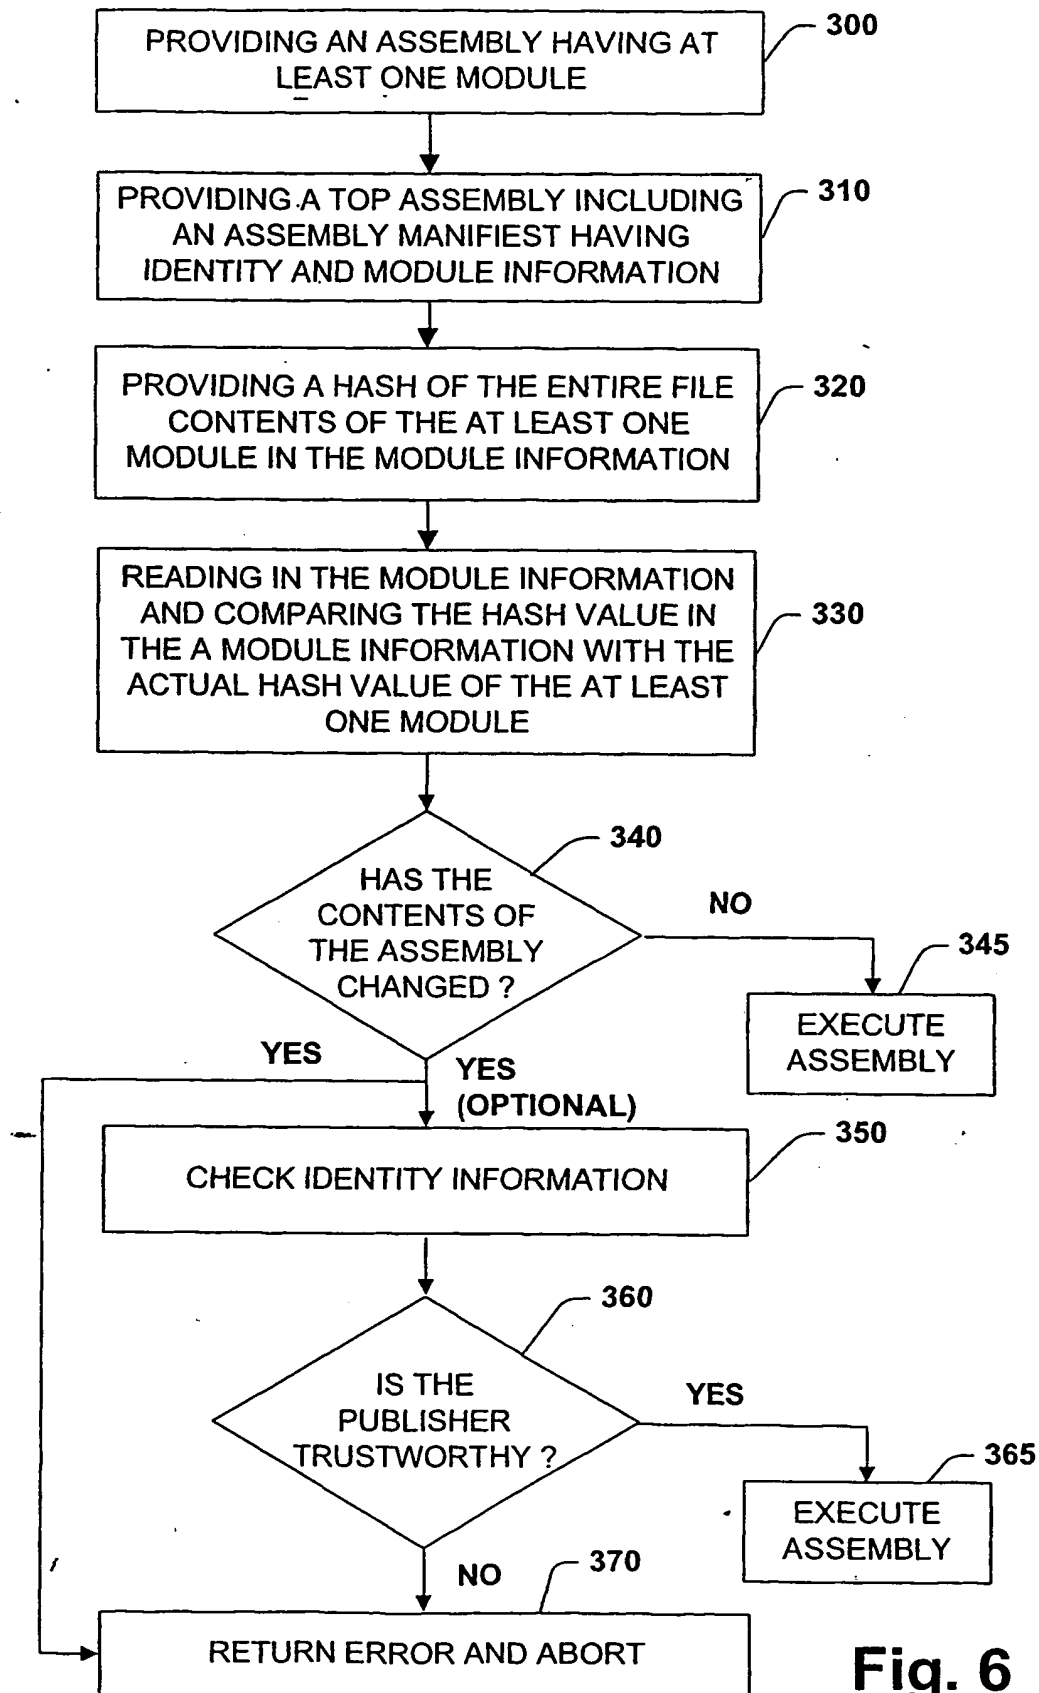 PROVIDING AN ASSEMBLY HAVING AT
LEAST ONE MODULE
300
PROVIDING A TOP ASSEMBLY INCLUDING
AN ASSEMBLY MANIFIEST HAVING
IDENTITY AND MODULE INFORMATION
310
PROVIDING A HASH OF THE ENTIRE FILE
CONTENTS OF THE AT LEAST ONE
MODULE IN THE MODULE INFORMATION
320
READING IN THE MODULE INFORMATION
AND COMPARING THE HASH VALUE IN
THE A MODULE INFORMATION WITH THE
ACTUAL HASH VALUE OF THE AT LEAST
ONE MODULE
330
HAS THE
CONTENTS OF
THE ASSEMBLY
CHANGED ?
340
NO
EXECUTE
ASSEMBLY
345
YES
YES
(OPTIONAL)
CHECK IDENTITY INFORMATION
350
IS THE
PUBLISHER
TRUSTWORTHY ?
360
YES
EXECUTE
ASSEMBLY
365
NO
RETURN ERROR AND ABORT
370
Fig. 6